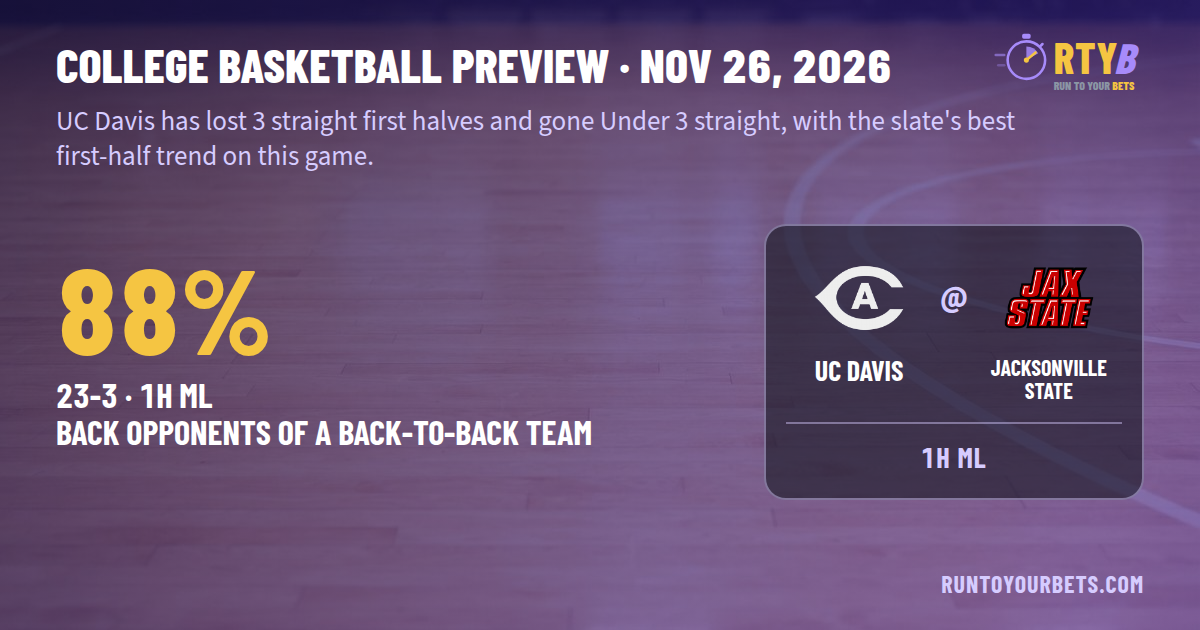 COLLEGE BASKETBALL PREVIEW · NOV 26, 2026
RTYB
RUN TO YOUR BETS
UC Davis has lost 3 straight first halves and gone Under 3 straight, with the slate's best
first-half trend on this game.
88%
23-3 · 1H ML
BACK OPPONENTS OF A BACK-TO-BACK TEAM
CA
@
JAX
STATE
UC DAVIS
JACKSONVILLE
STATE
1H ML
RUNTOYOURBETS.COM